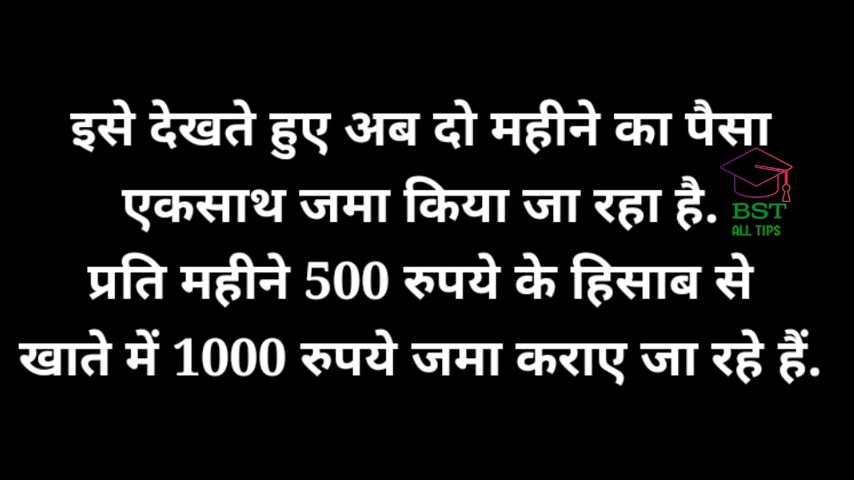 इसे देखते हुए अब दो महीने का पैसा
एकसाथ जमा किया जा रहा है.
BST
ALL TIPS
प्रति महीने 500 रुपये के हिसाब से
खाते में 1000 रुपये जमा कराए जा रहे हैं.